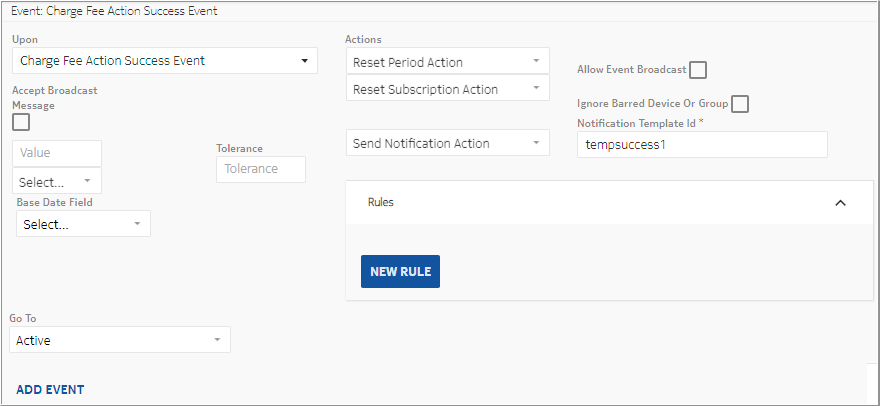 Event: Charge Fee Action Success Event
Upon
Charge Fee Action Success Event
Accept Broadcast
Message
Value
Select...
Tolerance
Tolerance
Base Date Field
Select...
Actions
Reset Period Action
Reset Subscription Action
Send Notification Action
Allow Event Broadcast
Ignore Barred Device Or Group
Notification Template Id *
tempsuccess1
Rules
NEW RULE
Go To
Active
ADD EVENT